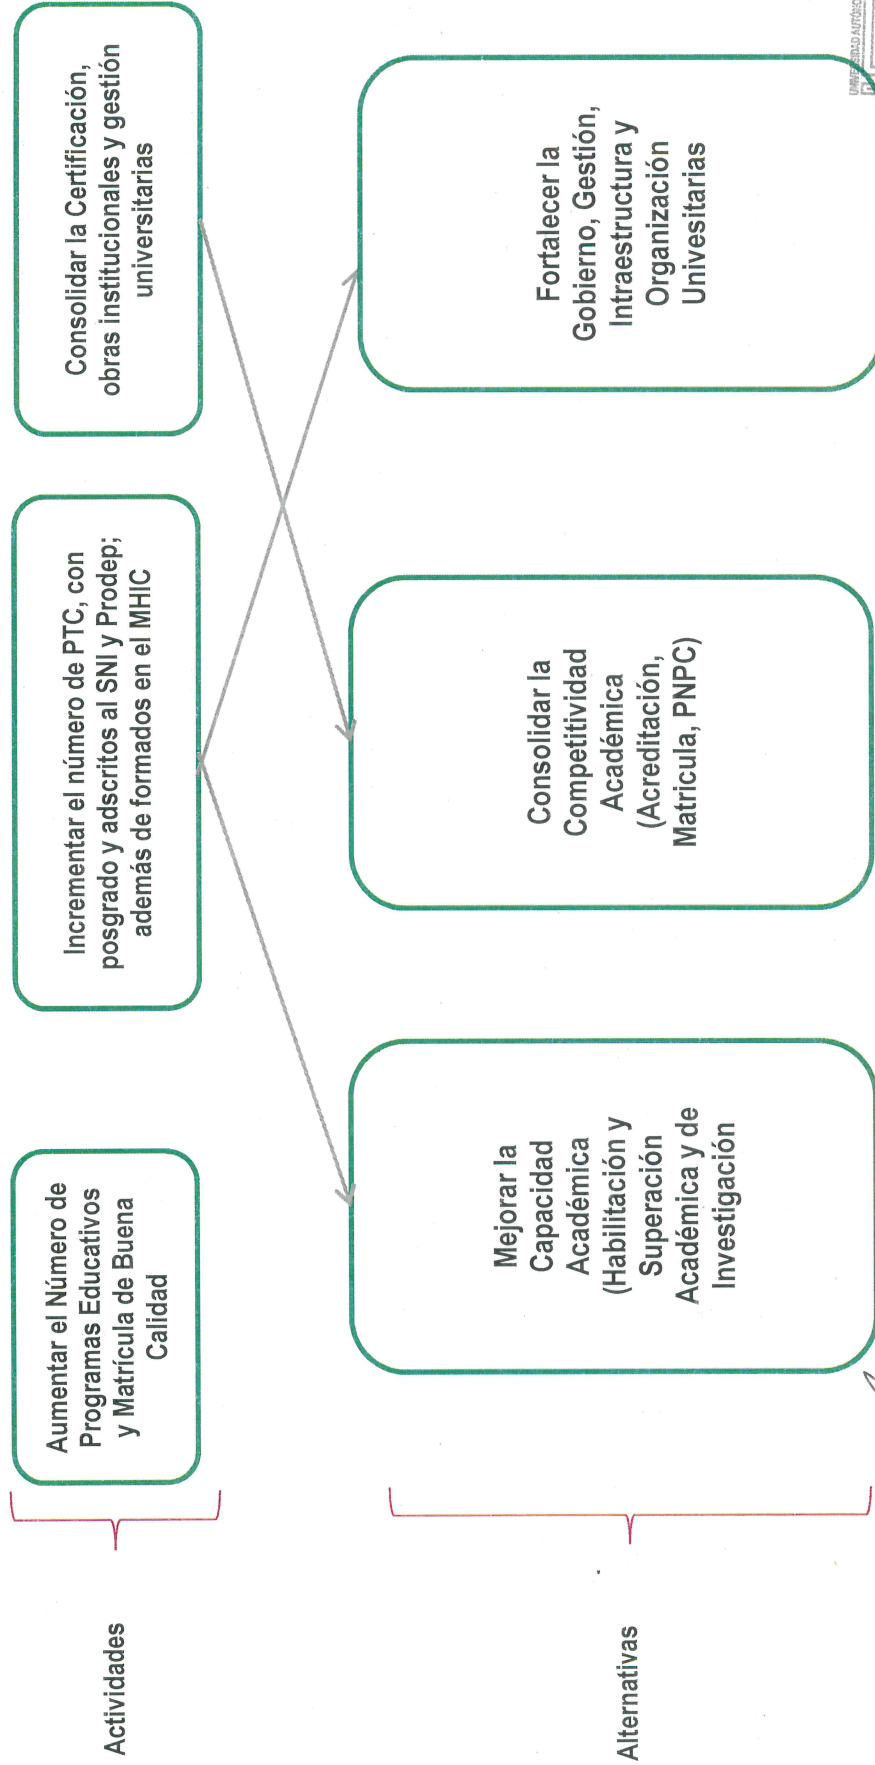 Actividades
Aumentar el Número de
Programas Educativos
y Matrícula de Buena
Calidad
Incrementar el número de PTC, con
posgrado y adscritos al SNI y Prodep;
además de formados en el MHIC
Consolidar la Certificación,
obras institucionales y gestión
universitarias
Alternativas
Mejorar la
Capacidad
Académica
(Habilitación y
Superación
Académica y de
Investigación
Consolidar la
Competitividad
Académica
(Acreditación,
Matricula, PNPC)
Fortalecer la
Gobierno, Gestión,
Intraestructura y
Organización
Univesitarias